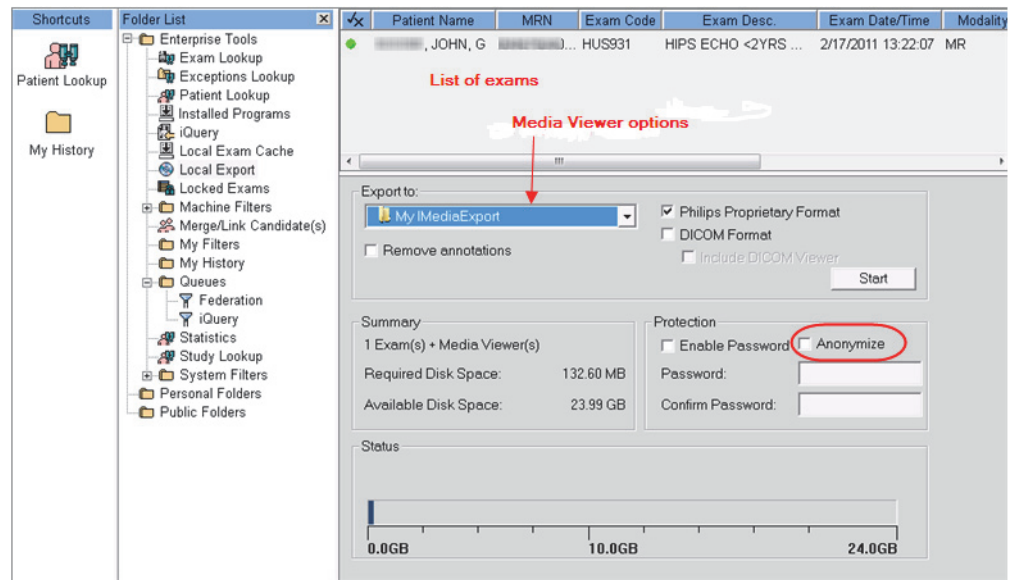 Shortcuts
Patient Lookup
My History
Folder List
Enterprise Tools
Exam Lookup
Exceptions Lookup
Patient Lookup
Installed Programs
iQuery
Local Exam Cache
Local Export
Locked Exams
Machine Filters
Merge/Link Candidate(s)
My Filters
My History
Queues
Federation
iQuery
Statistics
Study Lookup
System Filters
Personal Folders
Public Folders
Patient Name MRN Exam Code Exam Desc. Exam Date/Time Modality
, JOHN, G ... HUS931 HIPS ECHO <2YRS ... 2/17/2011 13:22:07 MR
List of exams
Media Viewer options
Export to:
My IMediaExport
Remove annotations
Philips Proprietary Format
DICOM Format
Include DICOM Viewer
Start
Summary
1 Exam(s) + Media Viewer(s)
Required Disk Space: 132.60 MB
Available Disk Space: 23.99 GB
Protection
Enable Password Anonymize
Password:
Confirm Password:
Status
0.0GB 10.0GB 24.0GB